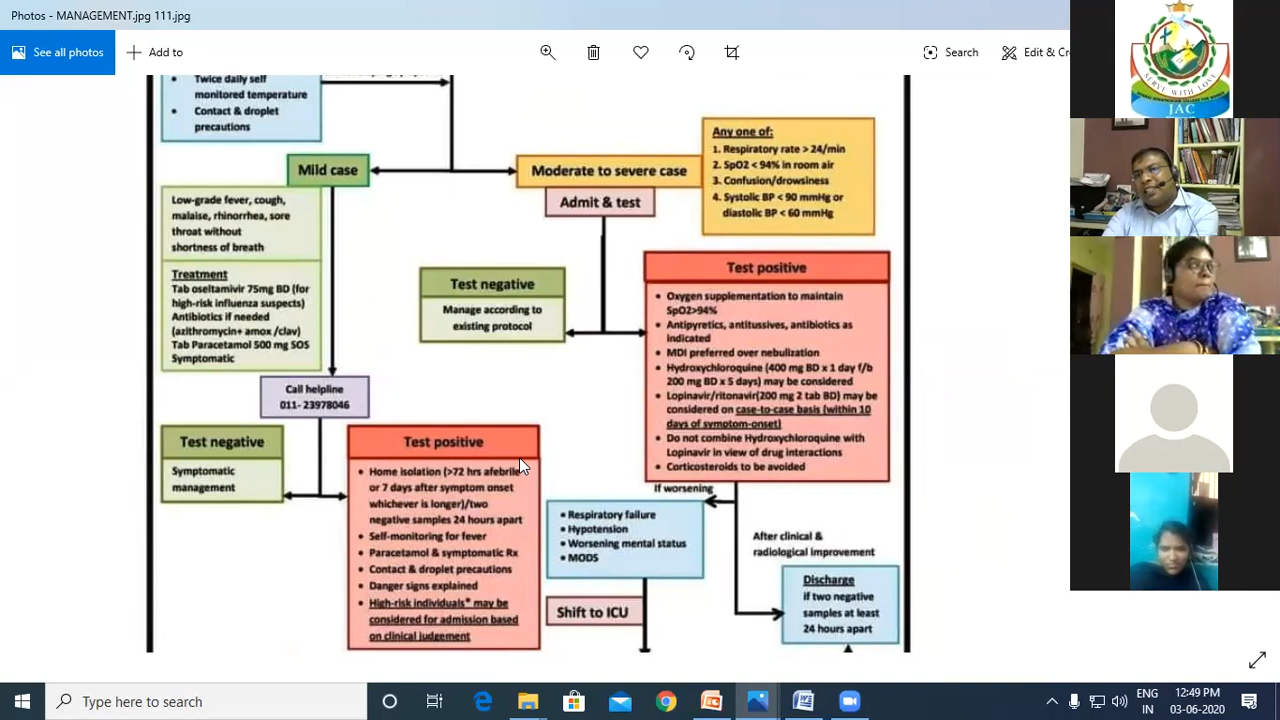 Photos - MANAGEMENT.jpg 111.jpg
See all photos
Add to
Search
Edit & Cr
Twice daily self
monitored temperature
Contact & droplet
precautions
Any one of:
1. Respiratory rate > 24/min
2. SpO2 < 94% in room air
3. Confusion/drowsiness
4. Systolic BP < 90 mmHg or
diastolic BP < 60 mmHg
Mild case
Moderate to severe case
Admit & test
Low-grade fever, cough,
malaise, rhinorrhea, sore
throat without
shortness of breath
Treatment
Tab oseltamivir 75mg BD (for
high-risk influenza suspects)
Antibiotics if needed
(azithromycin+ amox /clav)
Tab Paracetamol 500 mg SOS
Symptomatic
Test negative
Manage according to
existing protocol
Test positive
Oxygen supplementation to maintain
SpO2>94%
Antipyretics, antitussives, antibiotics as
indicated
MDI preferred over nebulization
Hydroxychloroquine (400 mg BD x 1 day f/b
200 mg BD x 5 days) may be considered
Lopinavir/ritonavir(200 mg 2 tab BD) may be
considered on case-to-case basis (within 10
days of symptom-onset)
Do not combine Hydroxychloroquine with
Lopinavir in view of drug interactions
Corticosteroids to be avoided
Call helpline
011- 23978046
Test negative
Symptomatic
management
Test positive
Home isolation (>72 hrs afebrile
or 7 days after symptom onset
whichever is longer)/two
negative samples 24 hours apart
Self-monitoring for fever
Paracetamol & symptomatic Rx
Contact & droplet precautions
Danger signs explained
High-risk individuals* may be
considered for admission based
on clinical judgement
If worsening
Respiratory failure
Hypotension
Worsening mental status
MODS
Shift to ICU
After clinical &
radiological improvement
Discharge
if two negative
samples at least
24 hours apart
SERVE WITH LOVE
JAC
Type here to search
ENG
IN
12:49 PM
03-06-2020